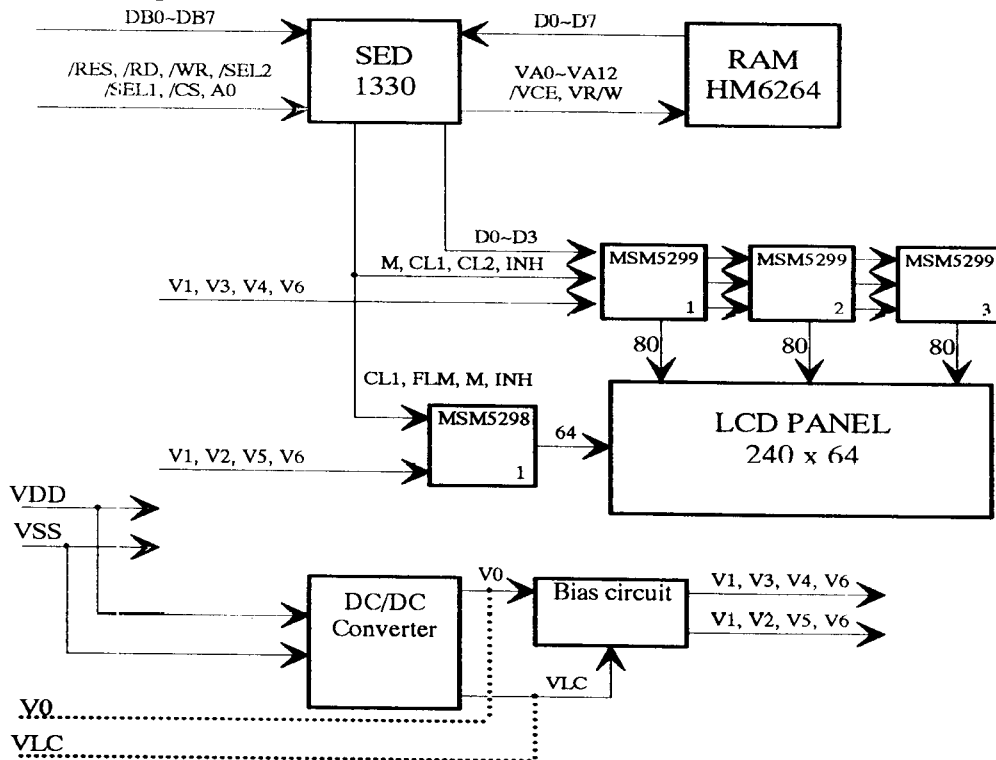 DB0~DB7
D0~D7
SED
1330
RAM
HM6264
/RES, /RD, /WR, /SEL2
/SEL1, /CS, A0
VA0~VA12
/VCE, VR/W
D0~D3
M, CL1, CL2, INH
V1, V3, V4, V6
MSM5299
1
MSM5299
2
MSM5299
3
80
80
80
CL1, FLM, M, INH
MSM5298
1
64
LCD PANEL
240 x 64
V1, V2, V5, V6
VDD
VSS
DC/DC
Converter
V0
Bias circuit
V1, V3, V4, V6
V1, V2, V5, V6
VLC
V0
VLC